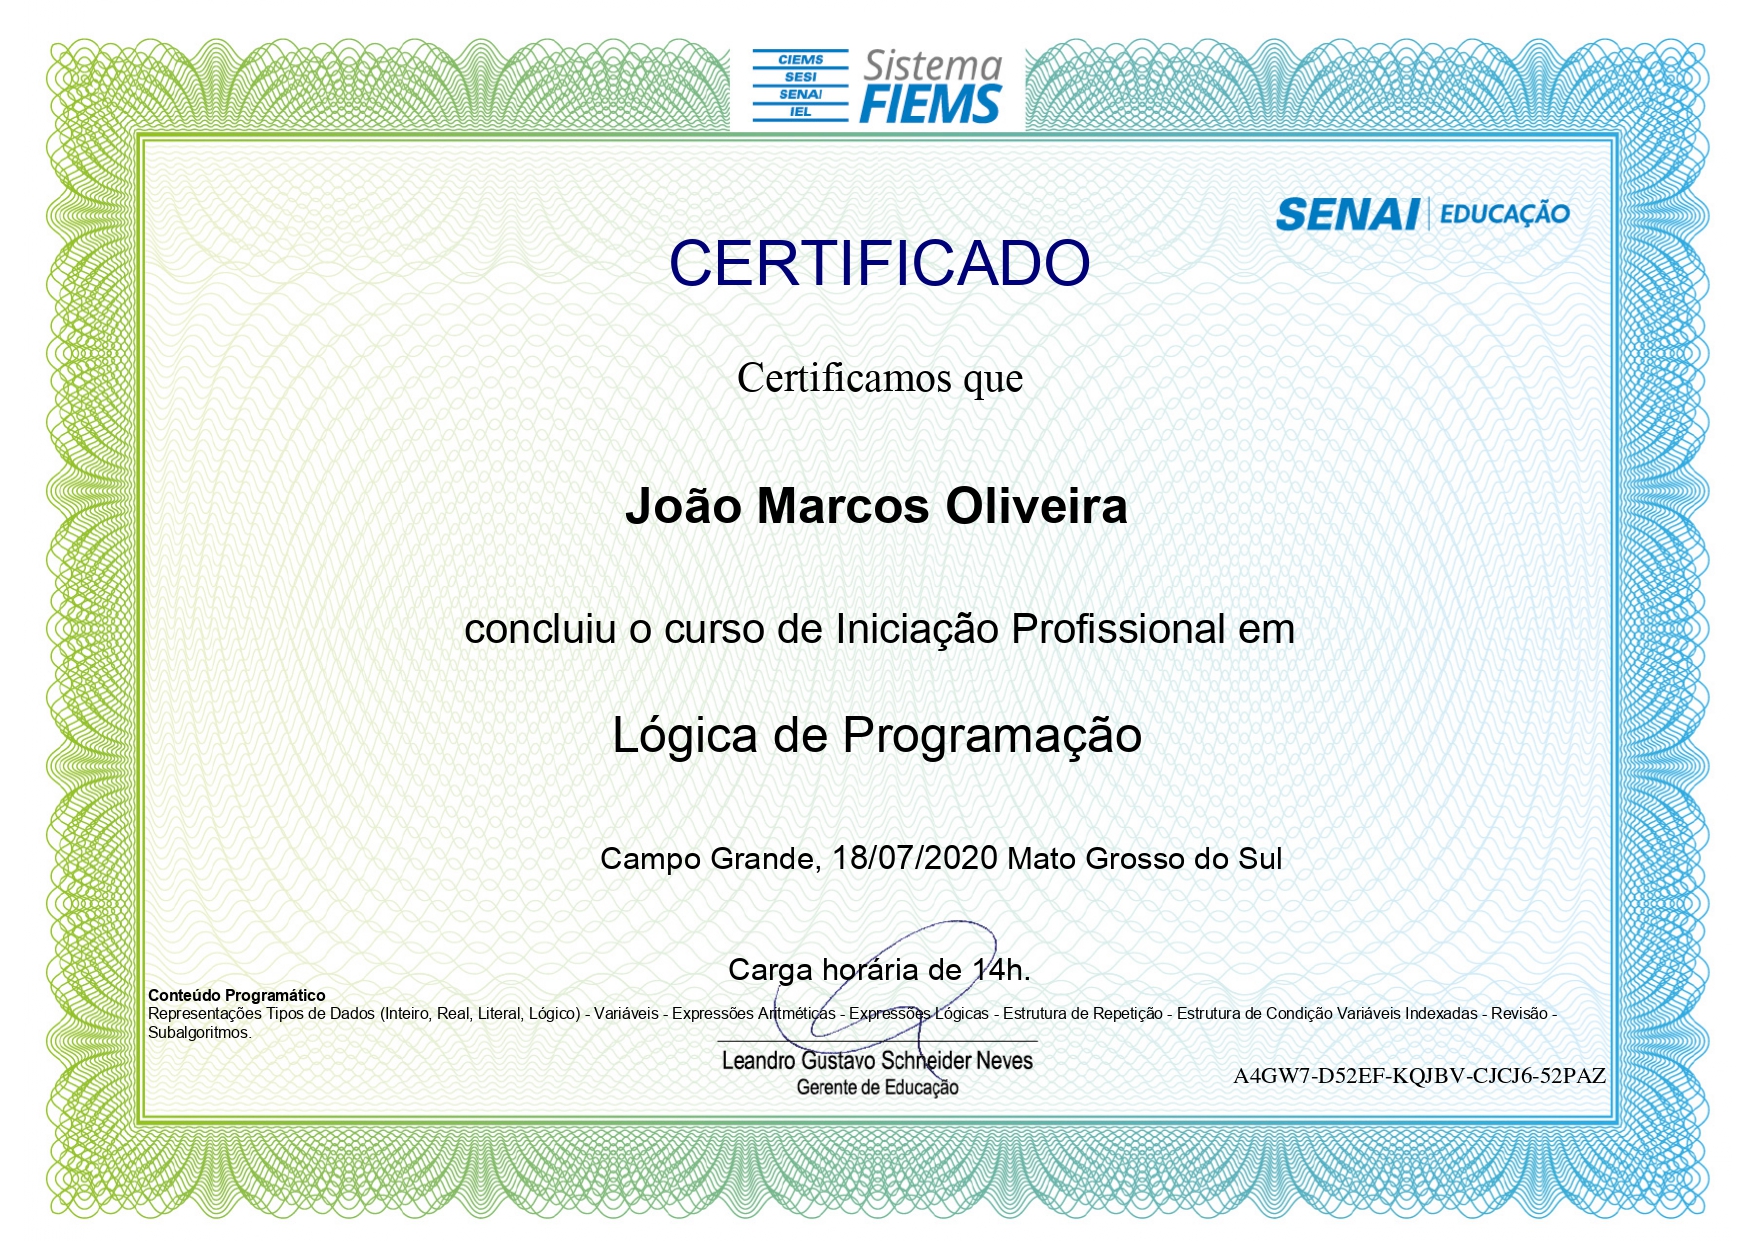 CIEMS
SESI
SENAI
IEL
Sistema
FIEMS
SENAI EDUCAÇÃO
CERTIFICADO
Certificamos que
João Marcos Oliveira
concluiu o curso de Iniciação Profissional em
Lógica de Programação
Campo Grande, 18/07/2020 Mato Grosso do Sul
Carga horária de 14h.
Conteúdo Programático
Representações Tipos de Dados (Inteiro, Real, Literal, Lógico) - Variáveis - Expressões Aritméticas - Expressões Lógicas - Estrutura de Repetição - Estrutura de Condição Variáveis Indexadas - Revisão -
Subalgoritmos.
Leandro Gustavo Schneider Neves
Gerente de Educação
A4GW7-D52EF-KQJBV-CJCJ6-52PAZ